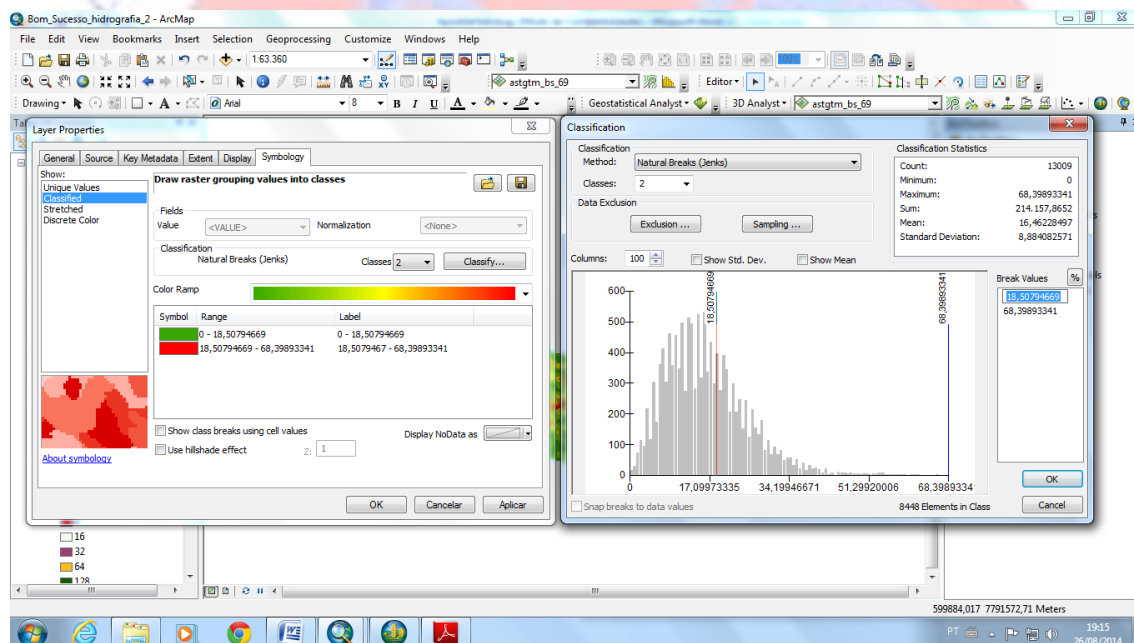 Bom_Sucesso_hidrografia_2 - ArcMap
File Edit View Bookmarks Insert Selection Geoprocessing Customize Windows Help
1:63.360
100%
astgtm_bs_69
Editor
Drawing
A
Arial
8
B I U A
Geostatistical Analyst
3D Analyst
astgtm_bs_69
Layer Properties
General Source Key Metadata Extent Display Symbology
Show:
Unique Values
Classified
Stretched
Discrete Color
About symbology
Draw raster grouping values into classes
Fields
Value <VALUE> Normalization <None>
Classification
Natural Breaks (Jenks) Classes 2 Classify...
Color Ramp
Symbol Range Label
0 - 18,50794669 0 - 18,50794669
18,50794669 - 68,39893341 18,5079467 - 68,39893341
Show class breaks using cell values
Display NoData as
Use hillshade effect Z: 1
OK Cancelar Aplicar
Classification
Classification
Method: Natural Breaks (Jenks)
Classes: 2
Data Exclusion
Exclusion ... Sampling ...
Classification Statistics
Count: 13009
Minimum: 0
Maximum: 68,39893341
Sum: 214.157,8652
Mean: 16,46228497
Standard Deviation: 8,884082571
Columns: 100 Show Std. Dev. Show Mean
Break Values %
18,50794669
68,39893341
18,50794669
68,39893341
600
500
400
300
200
100
0
0 17,09973335 34,19946671 51,29920006 68,3989334
Snap breaks to data values
8448 Elements in Class
OK
Cancel
16
32
64
128
599884,017 7791572,71 Meters
PT
19:15
26/08/2014